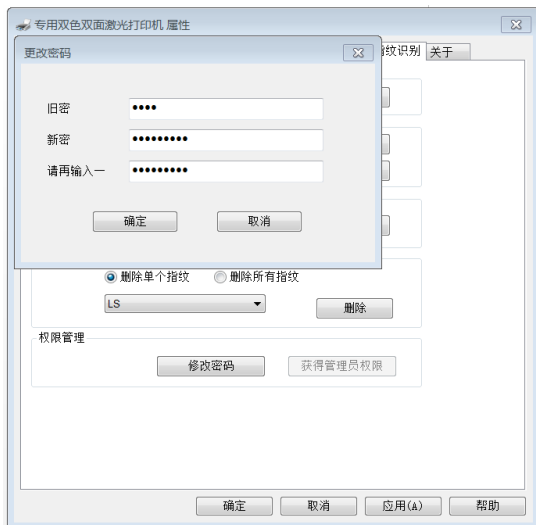 专用双色双面激光打印机 属性
更改密码
指纹识别 关于
旧密
••••
新密
•••••••••
请再输入一
•••••••••
确定 取消
删除单个指纹 删除所有指纹
LS
删除
权限管理
修改密码 获得管理员权限
确定 取消 应用(A) 帮助